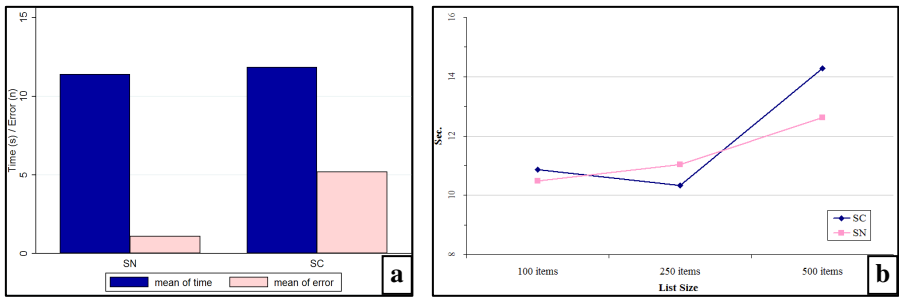 15
10
5
0
Time (s) / Error (n)
SN SC
mean of time mean of error
a
16
14
12
10
8
Sec.
100 items 250 items 500 items
List Size
SC
SN
b